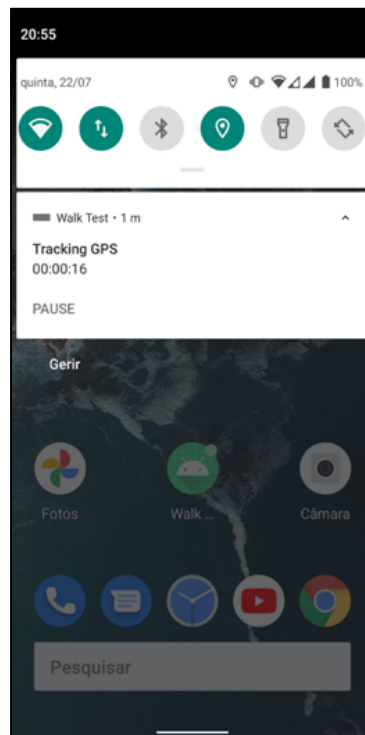 20:55
quinta, 22/07 100%
Walk Test • 1 m
Tracking GPS
00:00:16
PAUSE
Gerir
Fotos Walk ... Câmara
Pesquisar